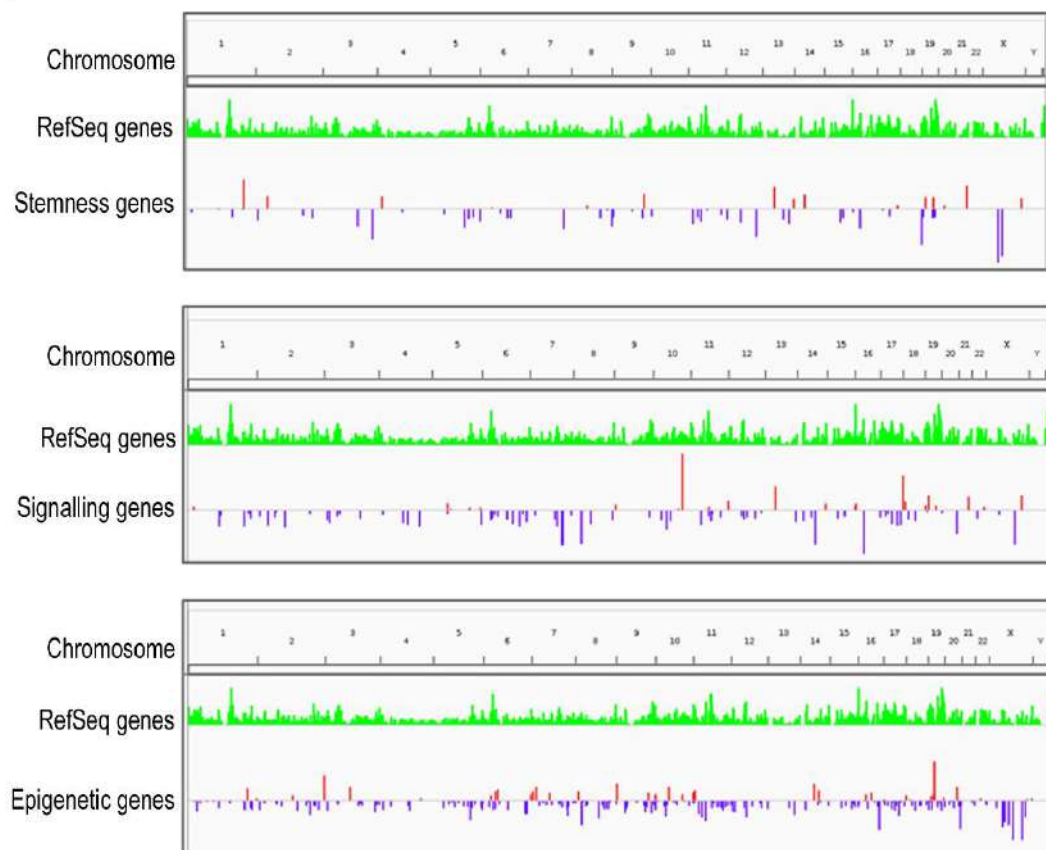 1 2 3 4 5 6 7 8 9 10 11 12 13 14 15 16 17 18 19 20 21 22 X Y
Chromosome
RefSeq genes
Stemness genes
1 2 3 4 5 6 7 8 9 10 11 12 13 14 15 16 17 18 19 20 21 22 X Y
Chromosome
RefSeq genes
Signalling genes
1 2 3 4 5 6 7 8 9 10 11 12 13 14 15 16 17 18 19 20 21 22 X Y
Chromosome
RefSeq genes
Epigenetic genes